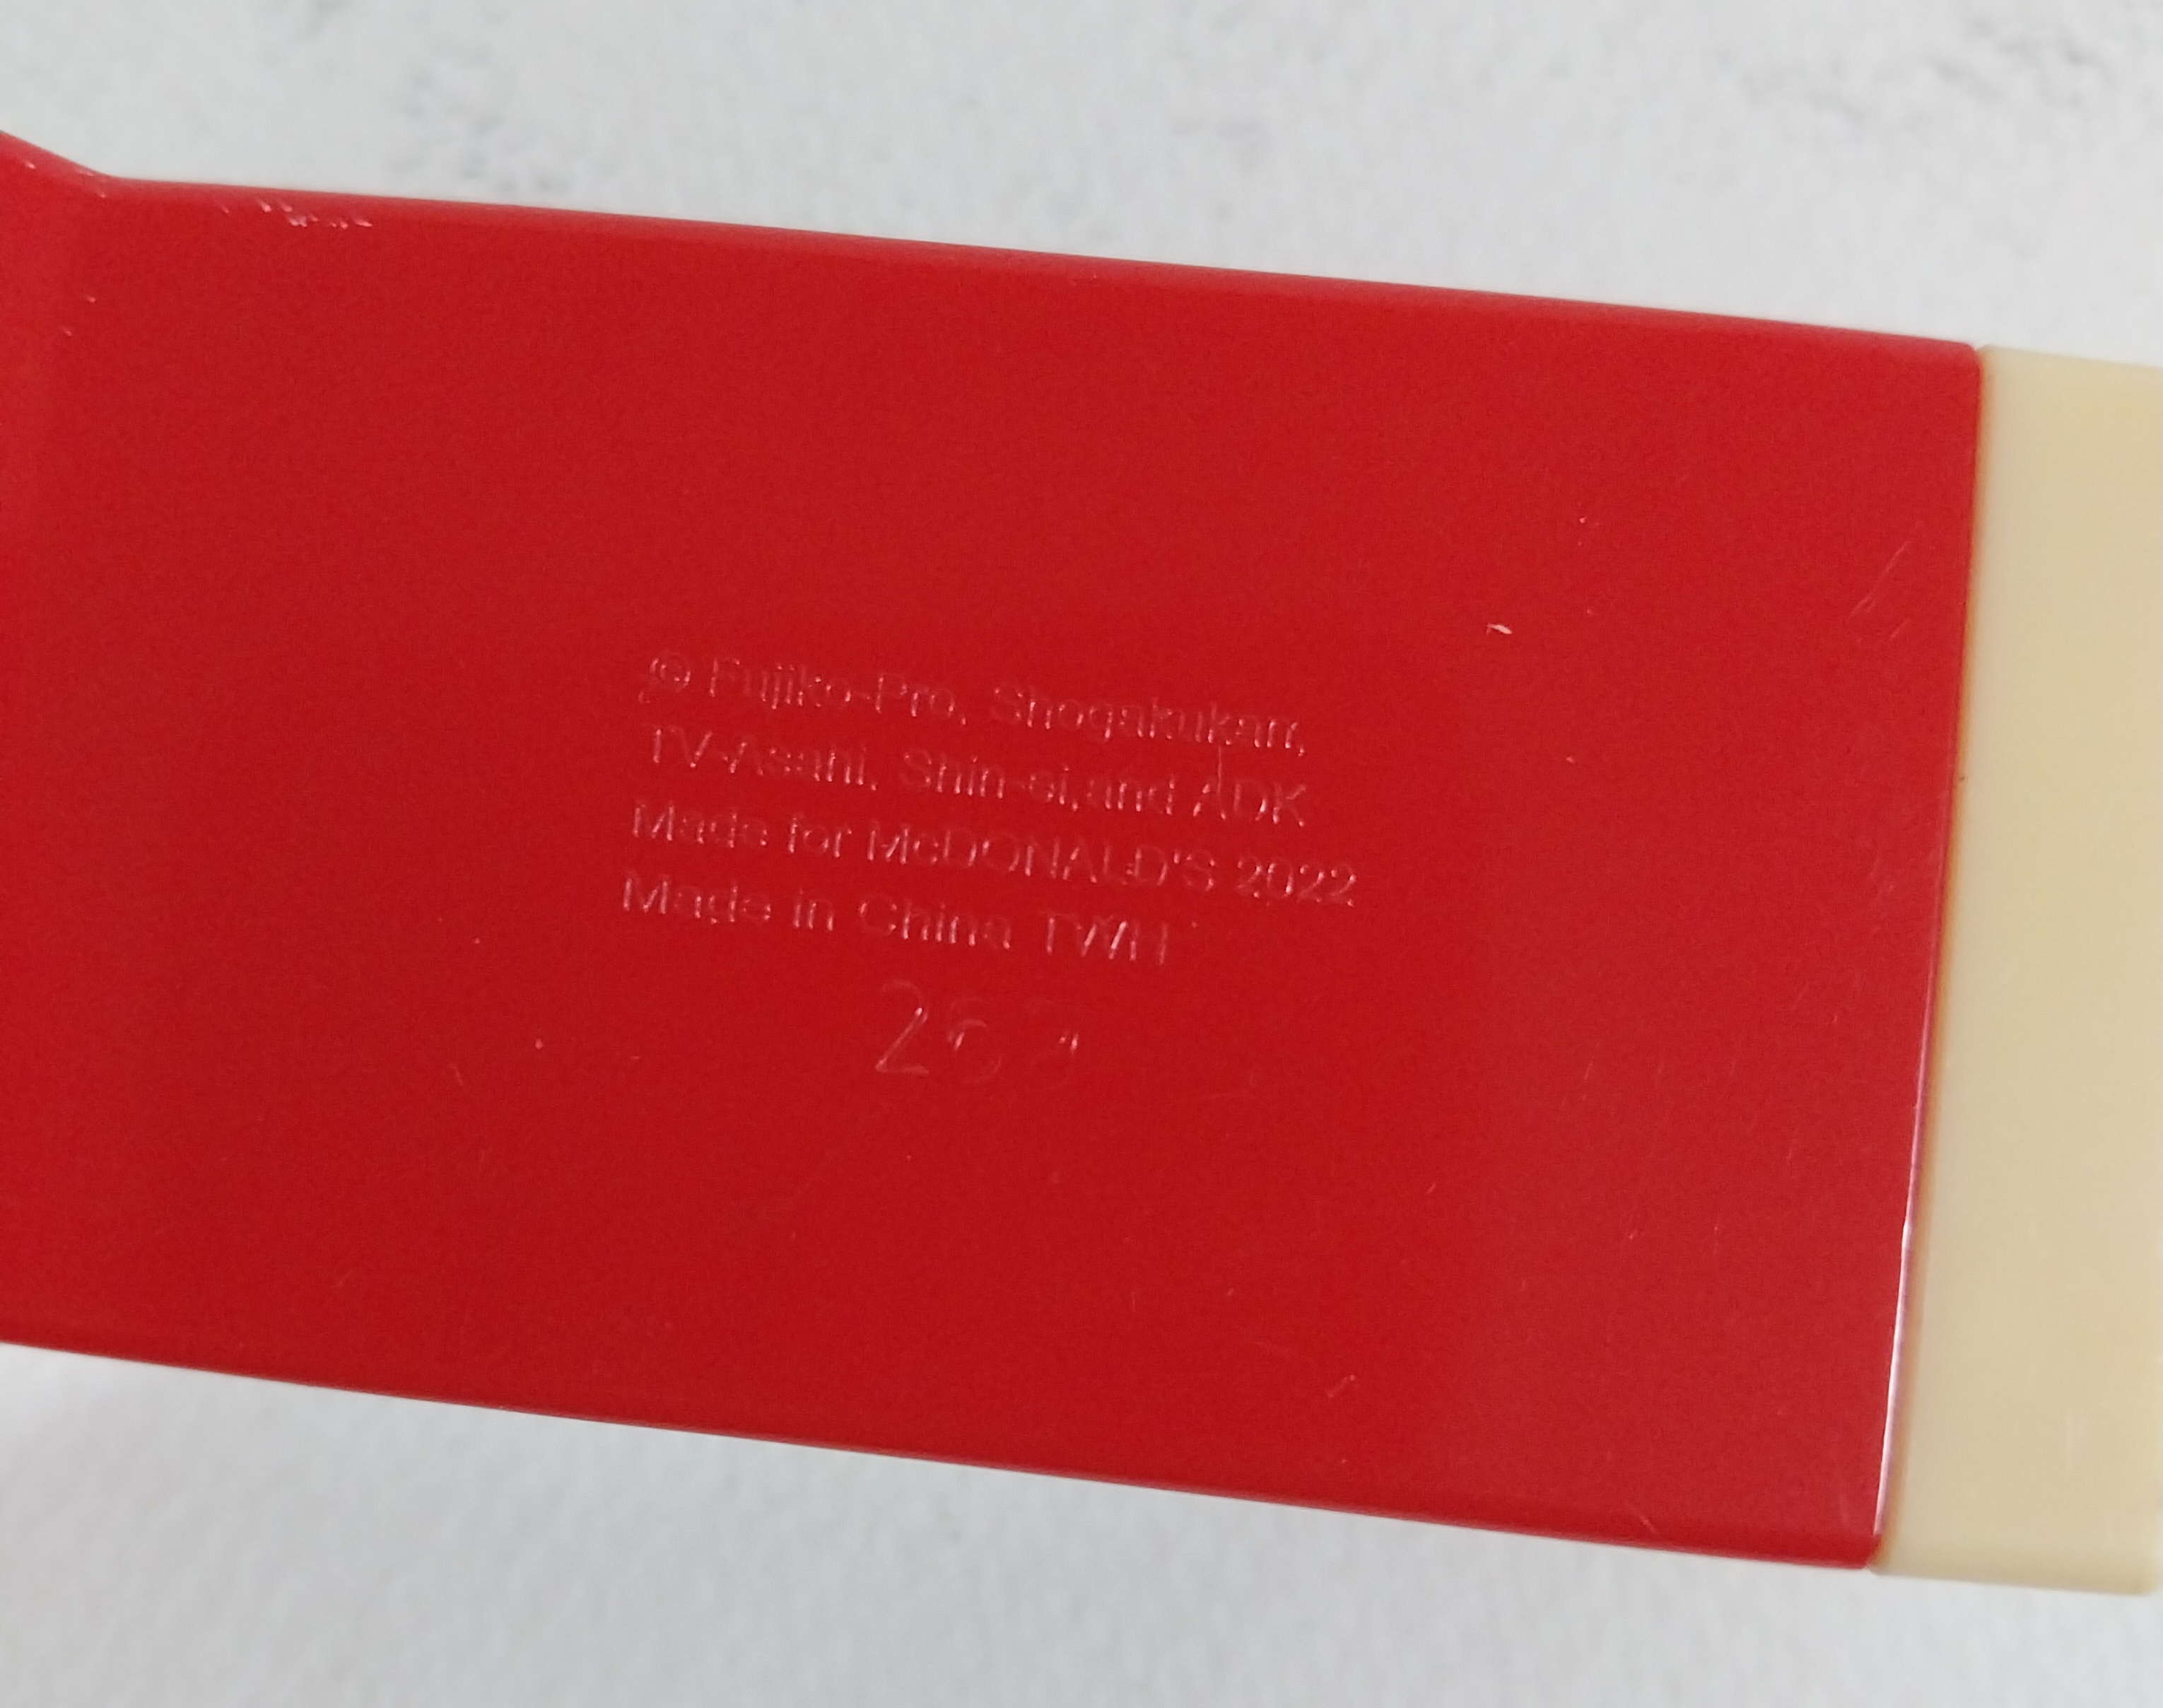 © Fujiko-Pro, Shogakukan,
TV-Asahi, Shin-ei,and ADK
Made for McDONALD'S 2022
Made in China TWH